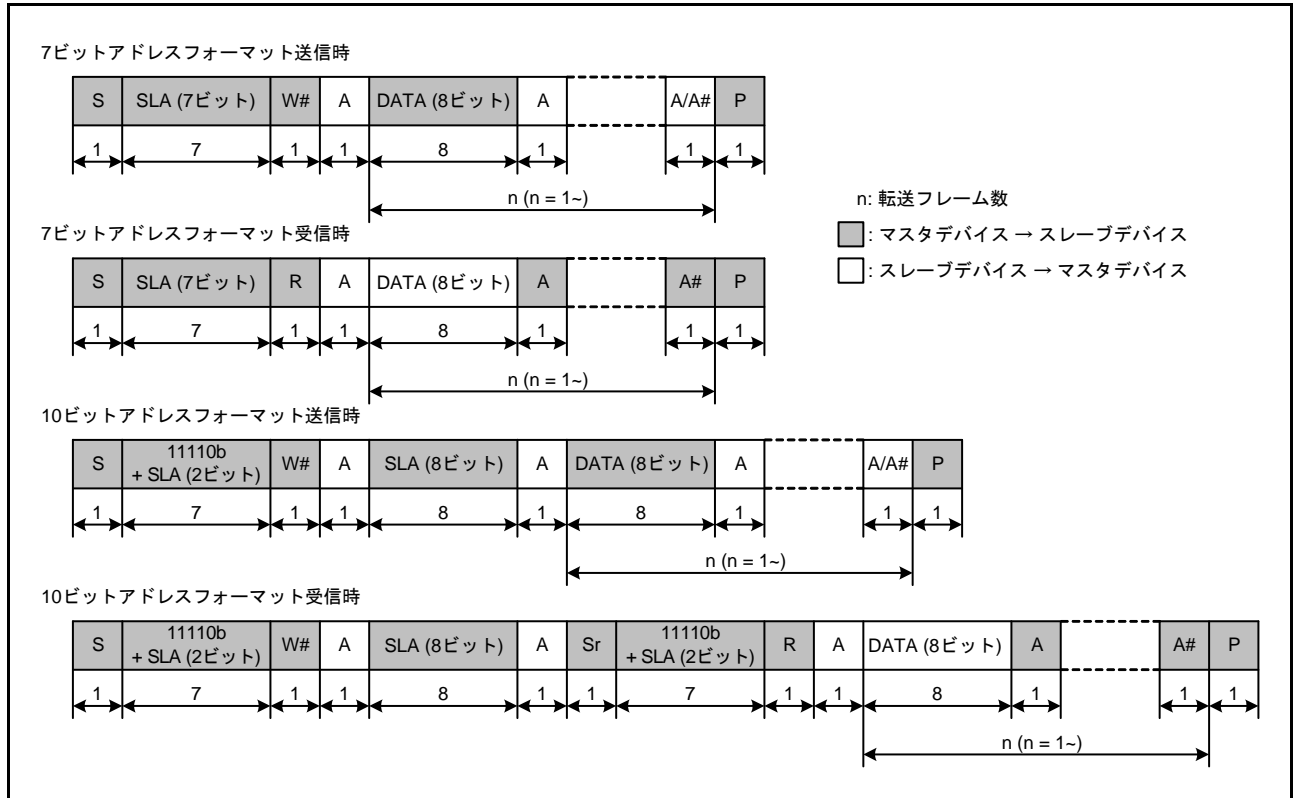 7ビットアドレスフォーマット送信時
S SLA (7ビット) W# A DATA (8ビット) A A/A# P
1 7 1 1 8 1 1 1
n (n = 1~)
n: 転送フレーム数
: マスタデバイス → スレーブデバイス
: スレーブデバイス → マスタデバイス
7ビットアドレスフォーマット受信時
S SLA (7ビット) R A DATA (8ビット) A A# P
1 7 1 1 8 1 1 1
n (n = 1~)
10ビットアドレスフォーマット送信時
S 11110b + SLA (2ビット) W# A SLA (8ビット) A DATA (8ビット) A A/A# P
1 7 1 1 8 1 8 1 1 1
n (n = 1~)
10ビットアドレスフォーマット受信時
S 11110b + SLA (2ビット) W# A SLA (8ビット) A Sr 11110b + SLA (2ビット) R A DATA (8ビット) A A# P
1 7 1 1 8 1 1 7 1 1 8 1 1 1
n (n = 1~)